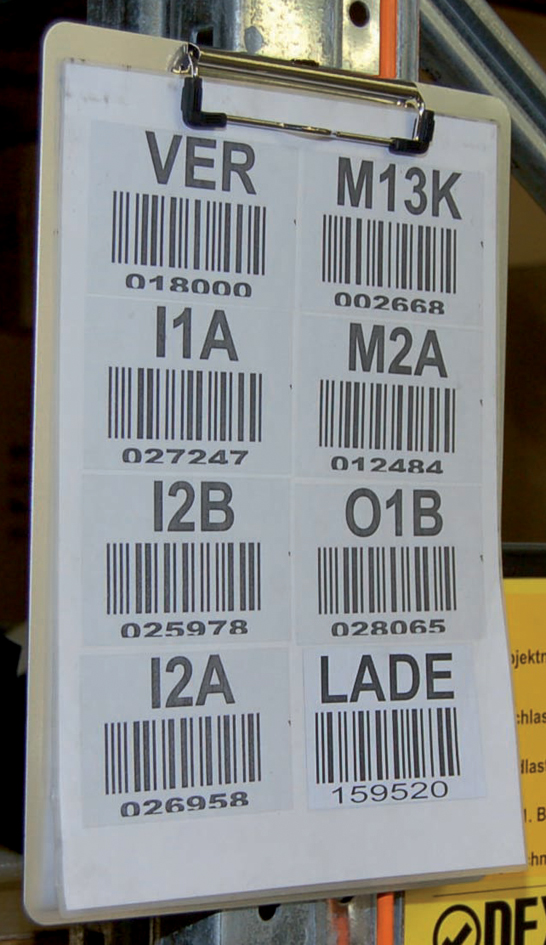 VER
018000
M13K
002668
I1A
027247
M2A
012484
I2B
025978
O1B
028065
I2A
026958
LADE
159520